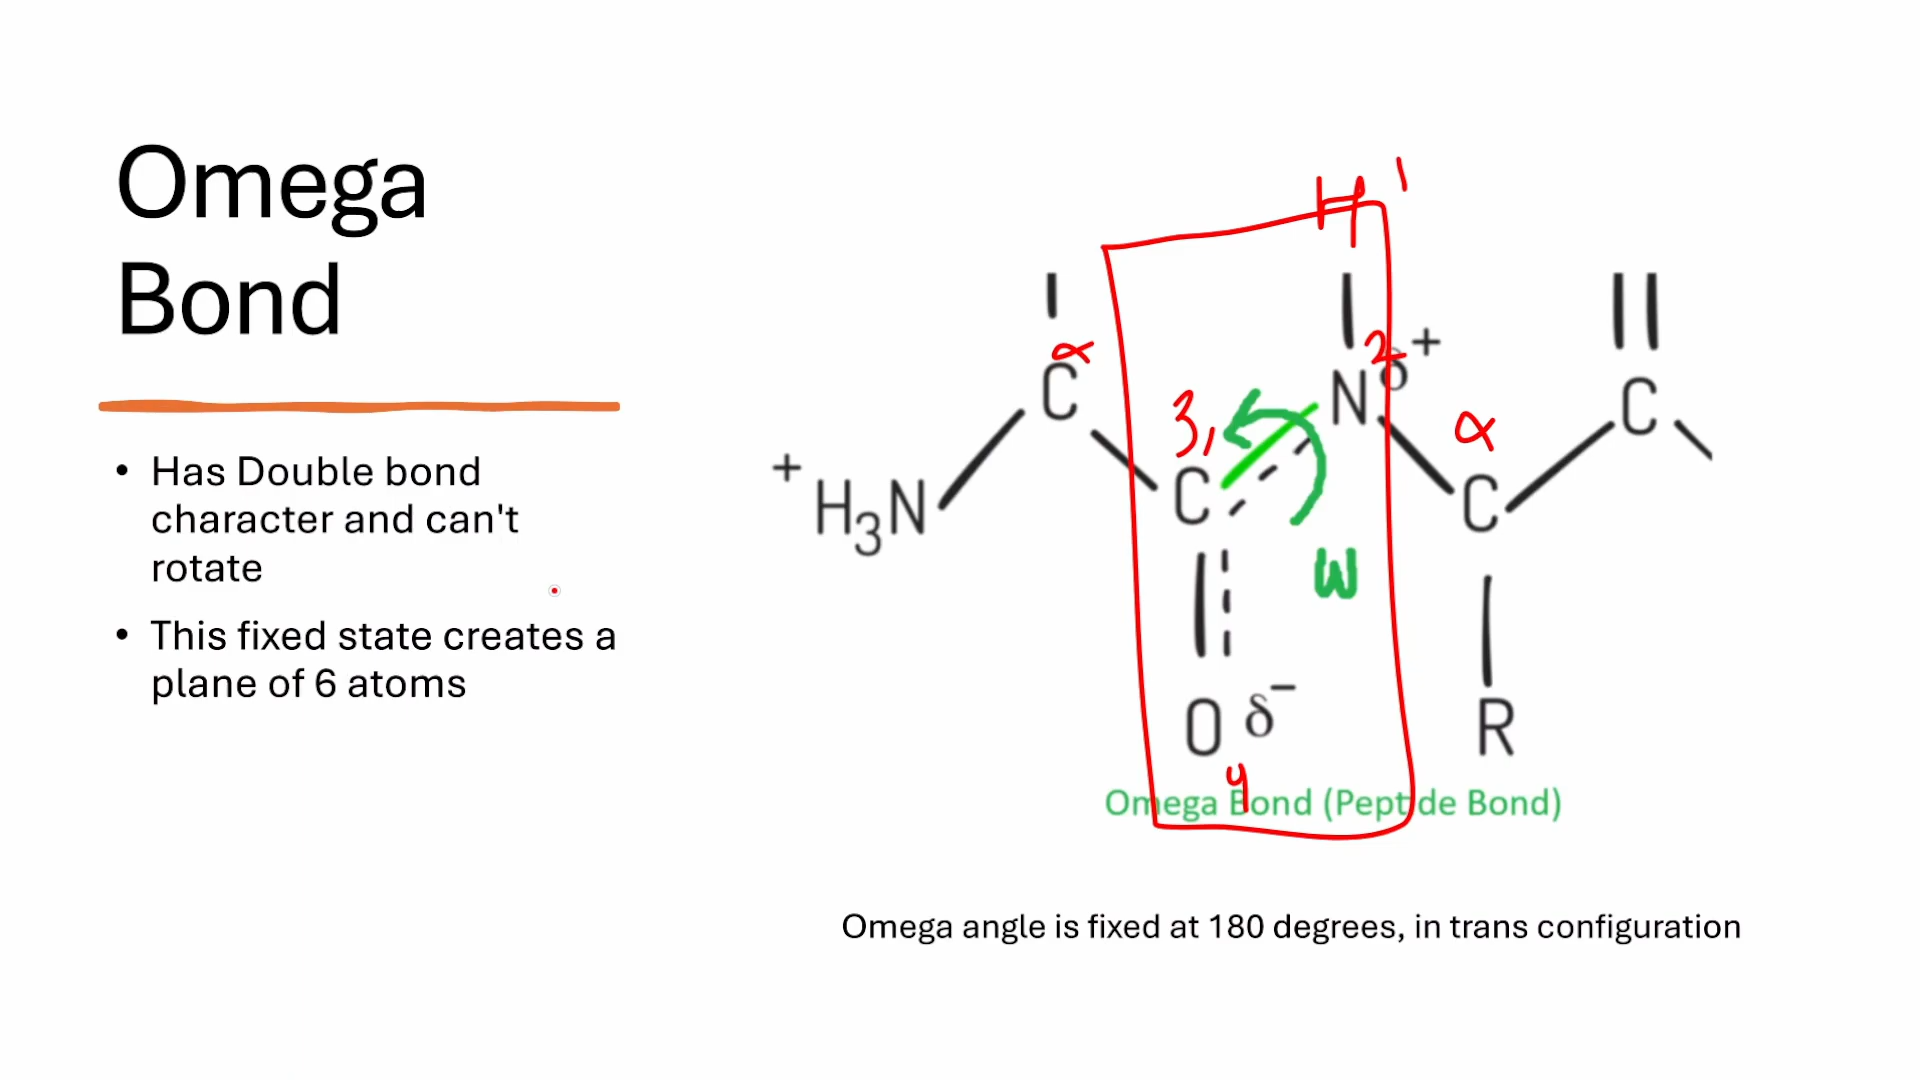 Omega
Bond
• Has Double bond
character and can't
rotate
• This fixed state creates a
plane of 6 atoms
H 1
α
2
δ+
C
N
C
3,
α
+
H3N
C
C
ω
O δ−
R
4
Omega Bond (Peptide Bond)
Omega angle is fixed at 180 degrees, in trans configuration